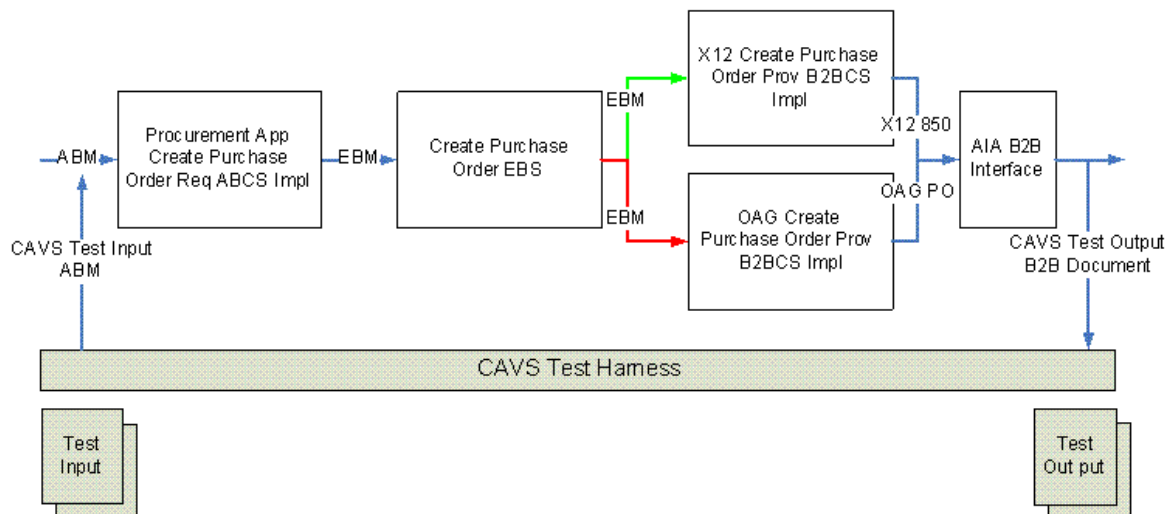 X12 Create Purchase
Order Prov B2BCS
Impl
EBM
X12 850
Procurement App
Create Purchase
Order Req ABCS Impl
ABM
EBM
Create Purchase
Order EBS
AIA B2B
Interface
EBM
OAG PO
OAG Create
Purchase Order Prov
B2BCS Impl
CAVS Test Input
ABM
CAVS Test Output
B2B Document
CAVS Test Harness
Test
Input
Test
Out put